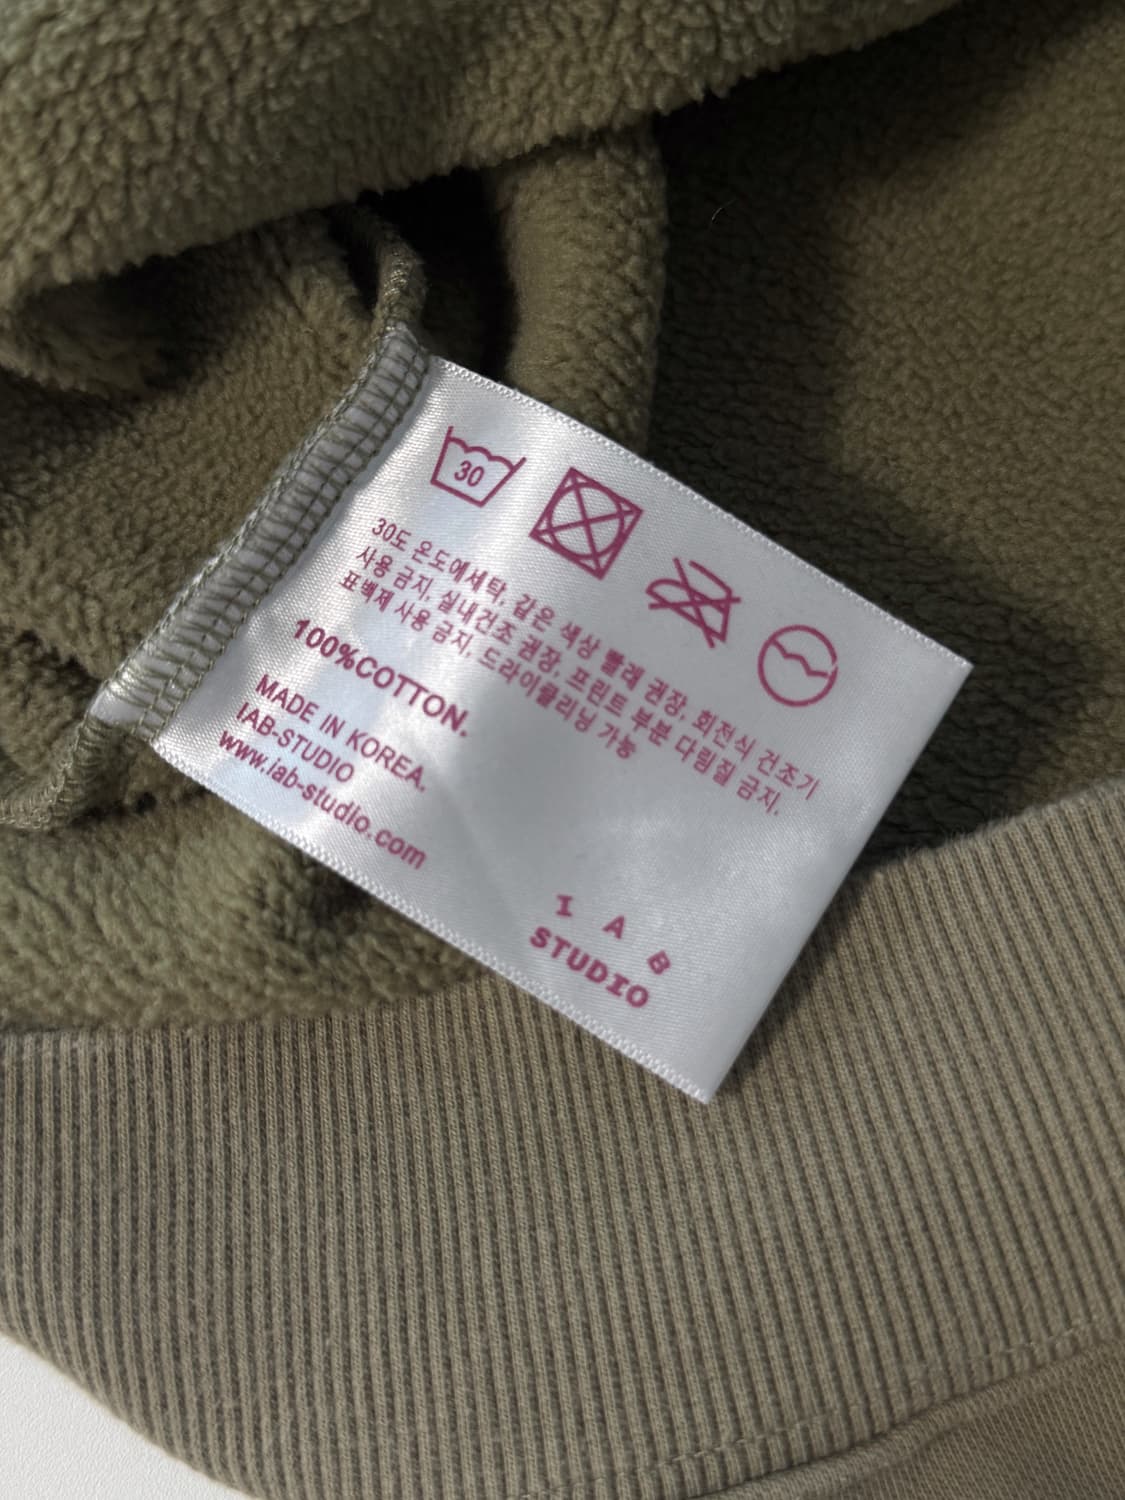 30
30도 온도에세탁, 같은 색상 빨래 권장, 회전식 건조기
사용 금지, 실내건조 권장, 프린트 부분 다림질 금지.
표백제 사용 금지, 드라이클리닝 가능
100%COTTON.
MADE IN KOREA.
IAB-STUDIO
www.iab-studio.com
I A B
STUDIO